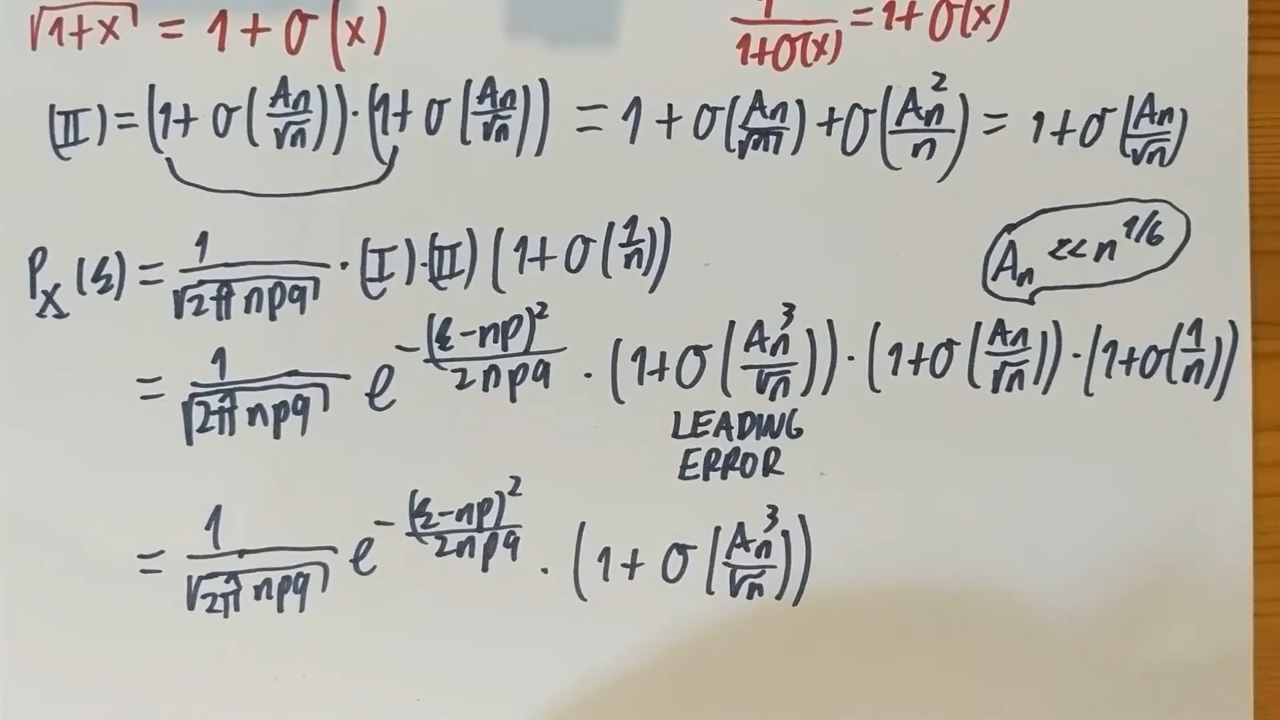 √(1+x) = 1+σ(x)    1/(1+σ(x)) = 1+σ(x)
(II) = (1+σ(An/√n))·(1+σ(An/√n)) = 1+σ(An/√n)+σ(An²/n) = 1+σ(An/√n)
An << n^1/6
P_X(k) = 1/√(2π npq) · (I)·(II)(1+σ(1/n))
= 1/√(2π npq) e^(-(k-np)²/(2npq)) · (1+σ(An³/√n))·(1+σ(An/√n))·(1+σ(1/n))
LEADING
ERROR
= 1/√(2π npq) e^(-(k-np)²/(2npq)) · (1+σ(An³/√n))